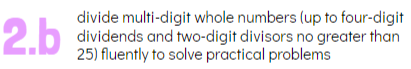 2.b
divide multi-digit whole numbers (up to four-digit
dividends and two-digit divisors no greater than
25) fluently to solve practical problems